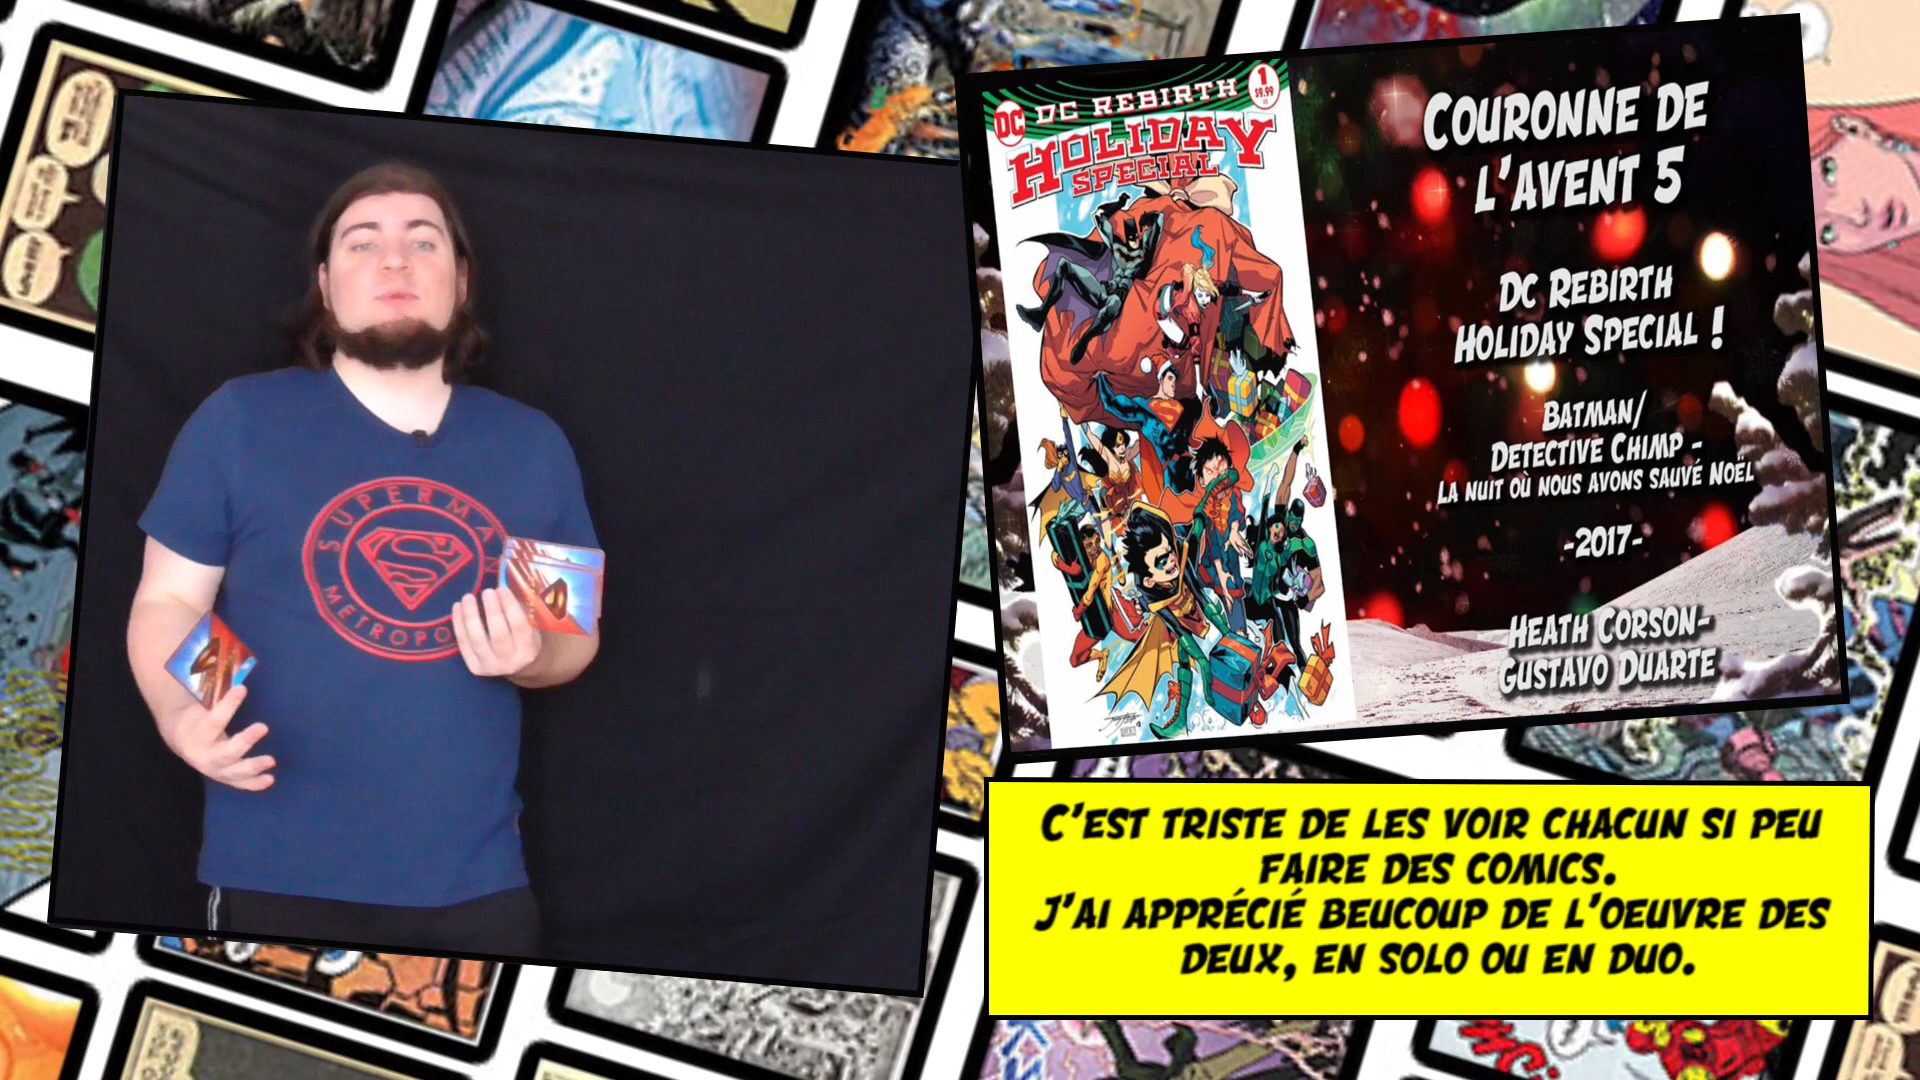 SUPERMAN
METROPO
DC
DC REBIRTH
1
$9.99
US
HOLIDAY
SPECIAL
COURONNE DE
L'AVENT 5
DC REBIRTH
HOLIDAY SPECIAL !
BATMAN/
DETECTIVE CHIMP -
LA NUIT OÙ NOUS AVONS SAUVÉ NOËL
-2017-
HEATH CORSON-
GUSTAVO DUARTE
C'EST TRISTE DE LES VOIR CHACUN SI PEU
FAIRE DES COMICS.
J'AI APPRÉCIÉ BEUCOUP DE L'OEUVRE DES
DEUX, EN SOLO OU EN DUO.